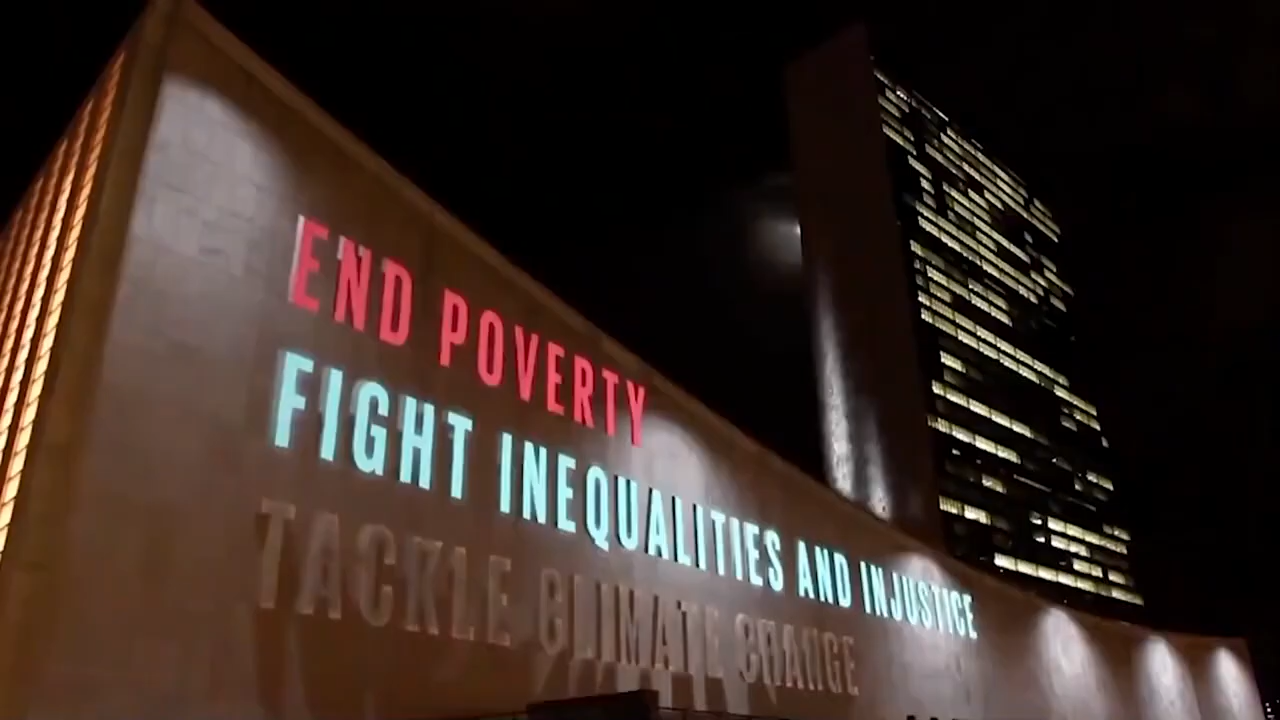 END POVERTY
FIGHT INEQUALITIES AND INJUSTICE
TACKLE CLIMATE CHANGE